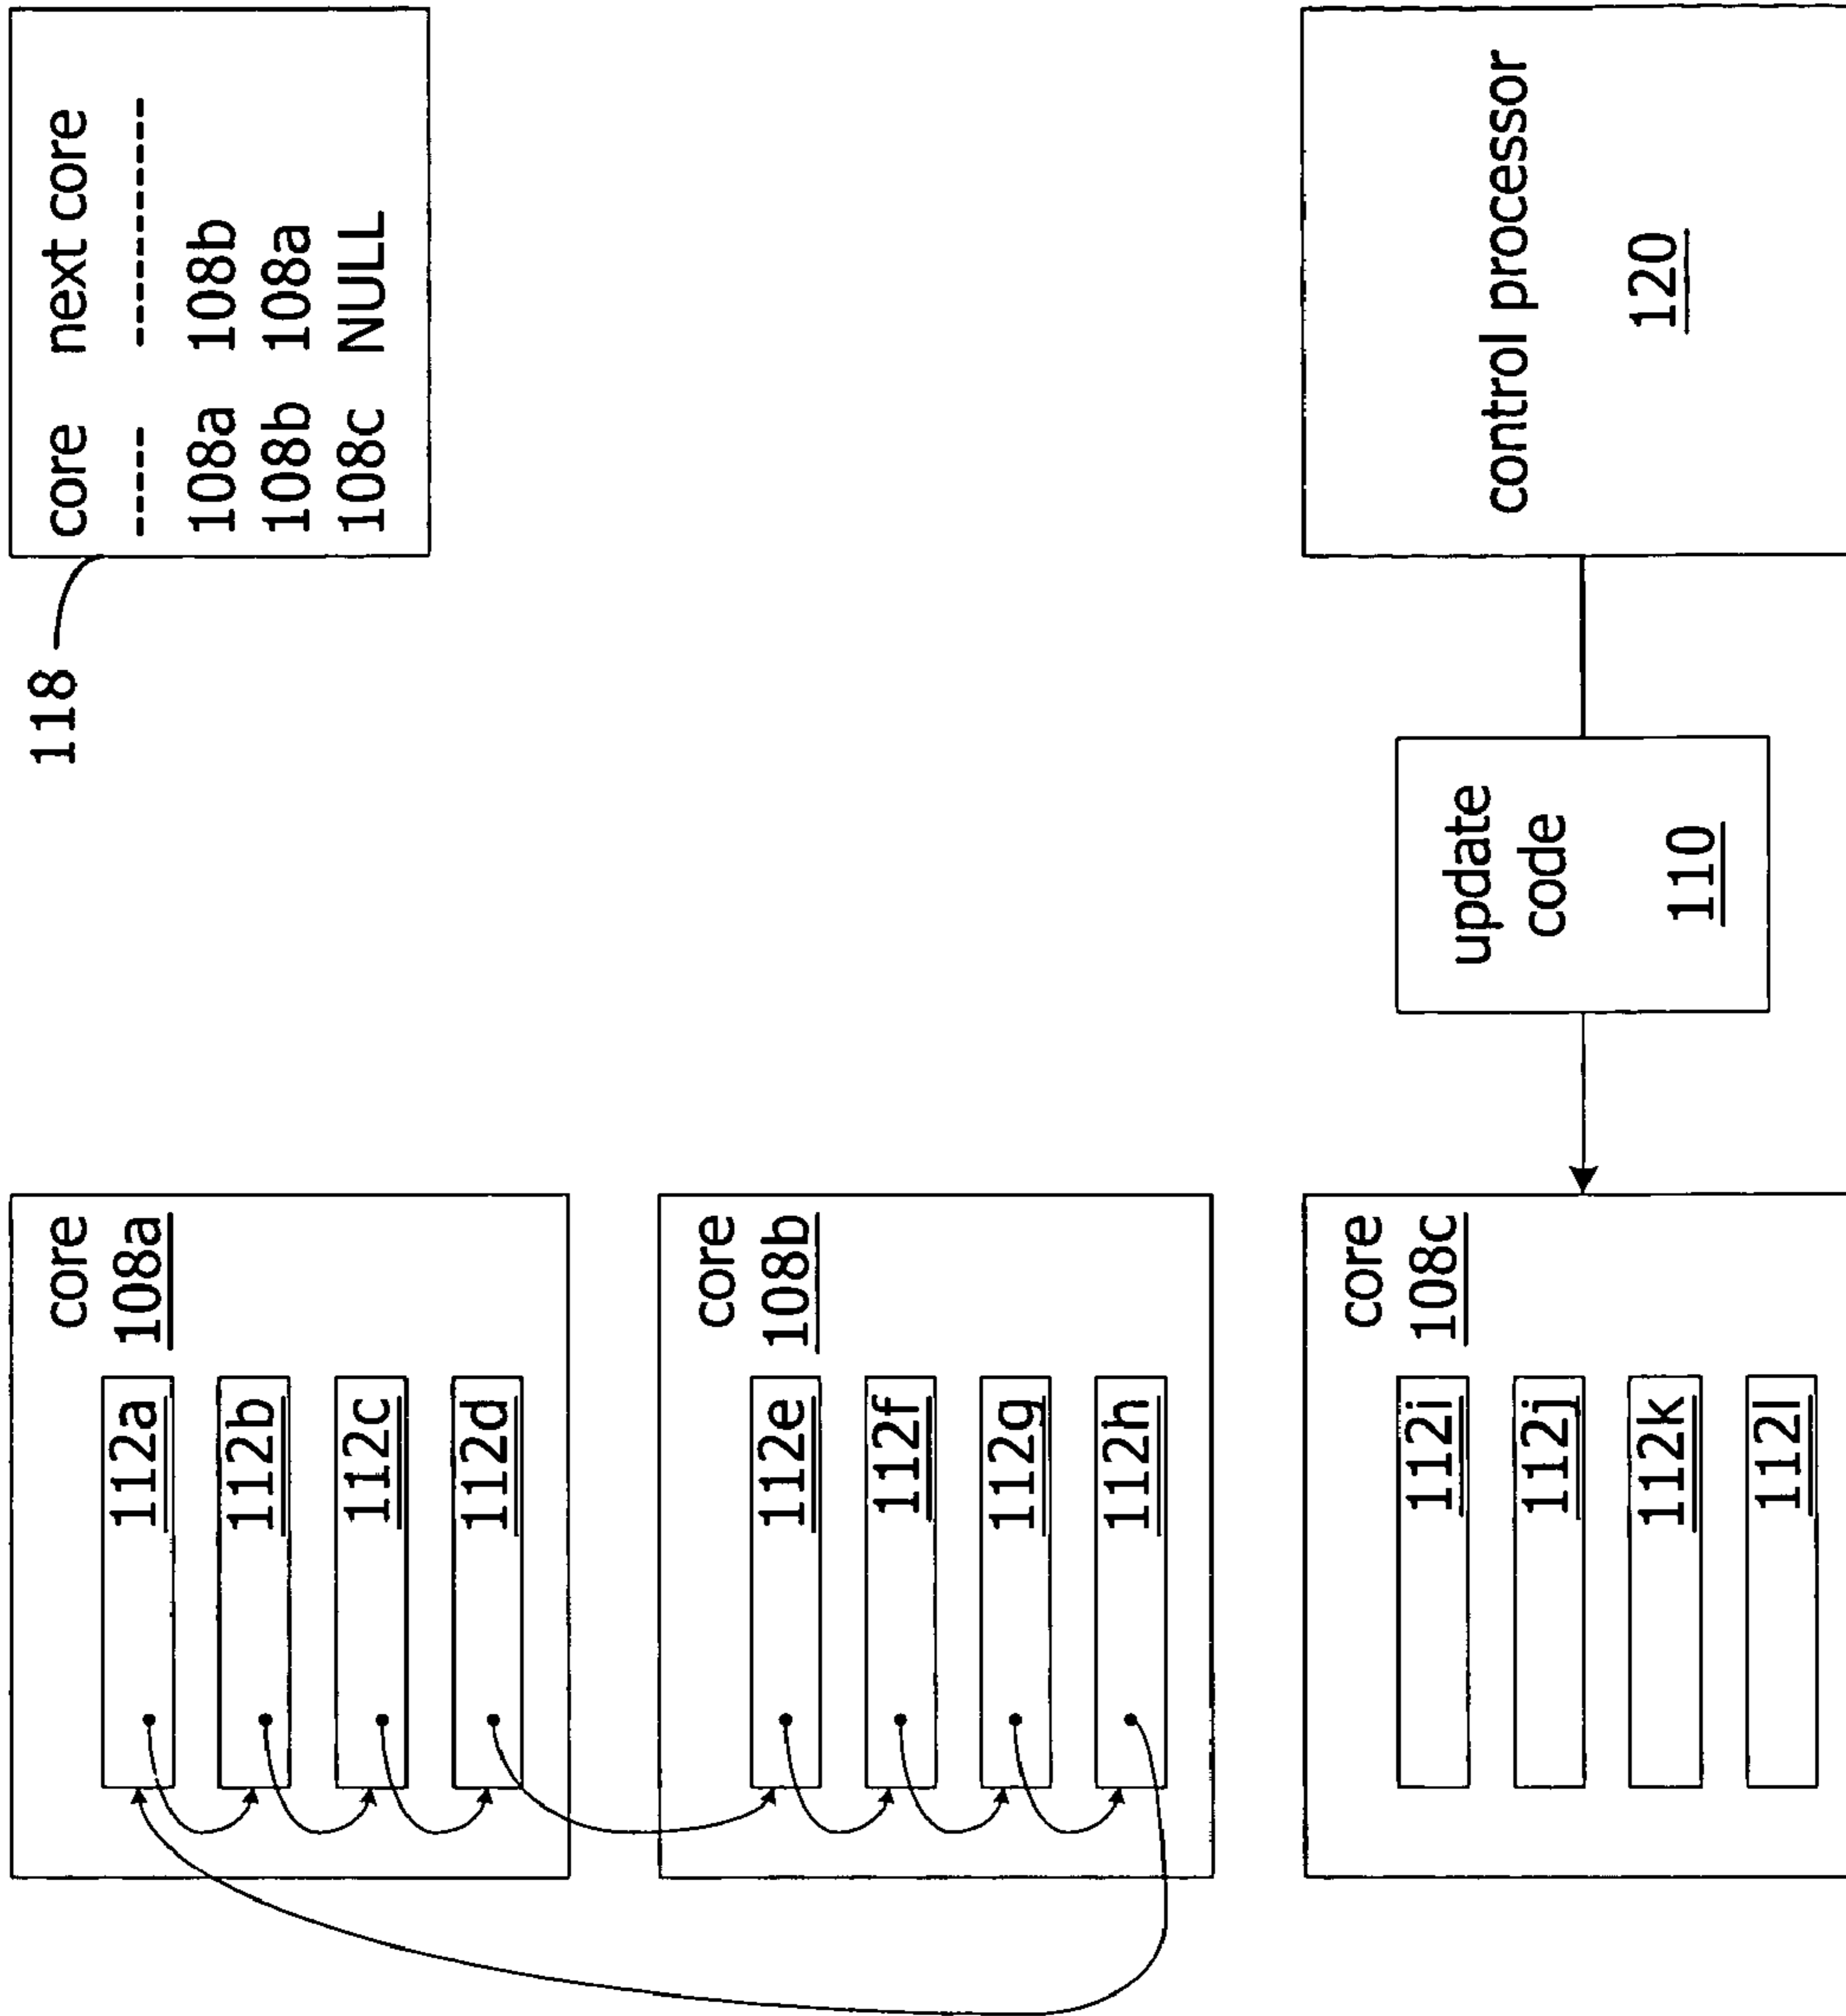 core 108a
112a
112b
112c
112d
core 108b
112e
112f
112g
112h
core 108c
112i
112j
112k
112l
118
core next core
----- -----------
108a 108b
108b 108a
108c NULL
update
code
110
control processor
120